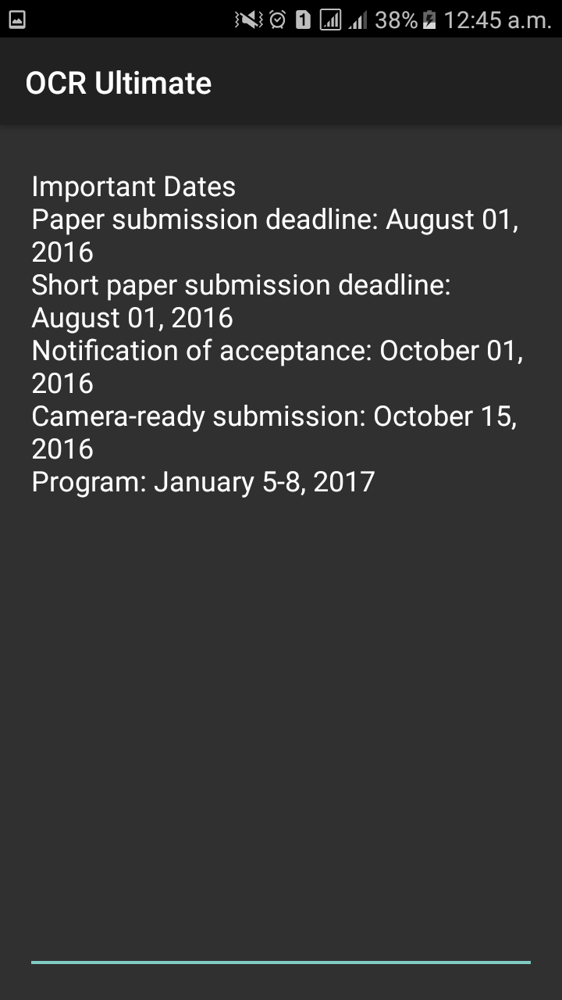 38% 12:45 a.m.
OCR Ultimate
Important Dates
Paper submission deadline: August 01,
2016
Short paper submission deadline:
August 01, 2016
Notification of acceptance: October 01,
2016
Camera-ready submission: October 15,
2016
Program: January 5-8, 2017